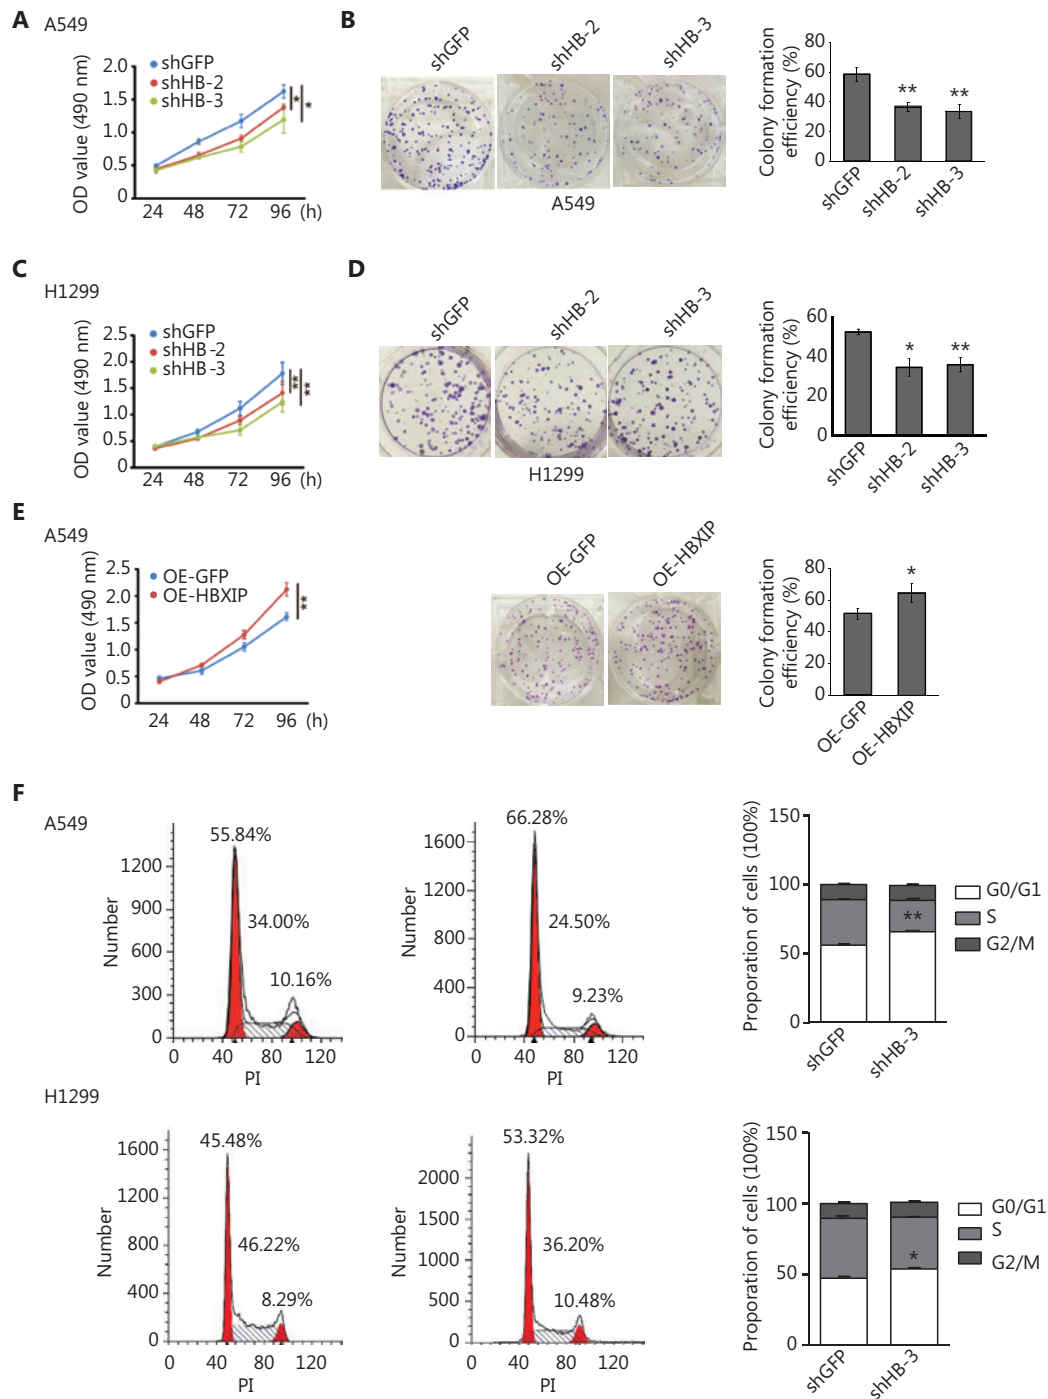 A
A549
OD value (490 nm)
2.0
1.5
1.0
0.5
0
shGFP
shHB-2
shHB-3
*
*
24 48 72 96 (h)
B
shGFP
shHB-2
shHB-3
A549
Colony formation
efficiency (%)
80
60
40
20
0
**
**
shGFP
shHB-2
shHB-3
C
H1299
OD value (490 nm)
2.5
2.0
1.5
1.0
0.5
0
shGFP
shHB-2
shHB-3
**
**
24 48 72 96 (h)
D
shGFP
shHB-2
shHB-3
H1299
Colony formation
efficiency (%)
60
40
20
0
*
**
shGFP
shHB-2
shHB-3
E
A549
OD value (490 nm)
2.5
2.0
1.5
1.0
0.5
0
OE-GFP
OE-HBXIP
**
24 48 72 96 (h)
OE-GFP
OE-HBXIP
Colony formation
efficiency (%)
80
60
40
20
0
*
OE-GFP
OE-HBXIP
F
A549
Number
1200
900
600
300
0
55.84%
34.00%
10.16%
0 40 80 120
PI
Number
1600
1200
800
400
0
66.28%
24.50%
9.23%
0 40 80 120
PI
Proporation of cells (100%)
150
100
50
0
**
shGFP
shHB-3
G0/G1
S
G2/M
H1299
Number
1600
1200
800
400
0
45.48%
46.22%
8.29%
0 40 80 120
PI
Number
2000
1500
1000
500
0
53.32%
36.20%
10.48%
0 40 80 120
PI
Proporation of cells (100%)
150
100
50
0
*
shGFP
shHB-3
G0/G1
S
G2/M